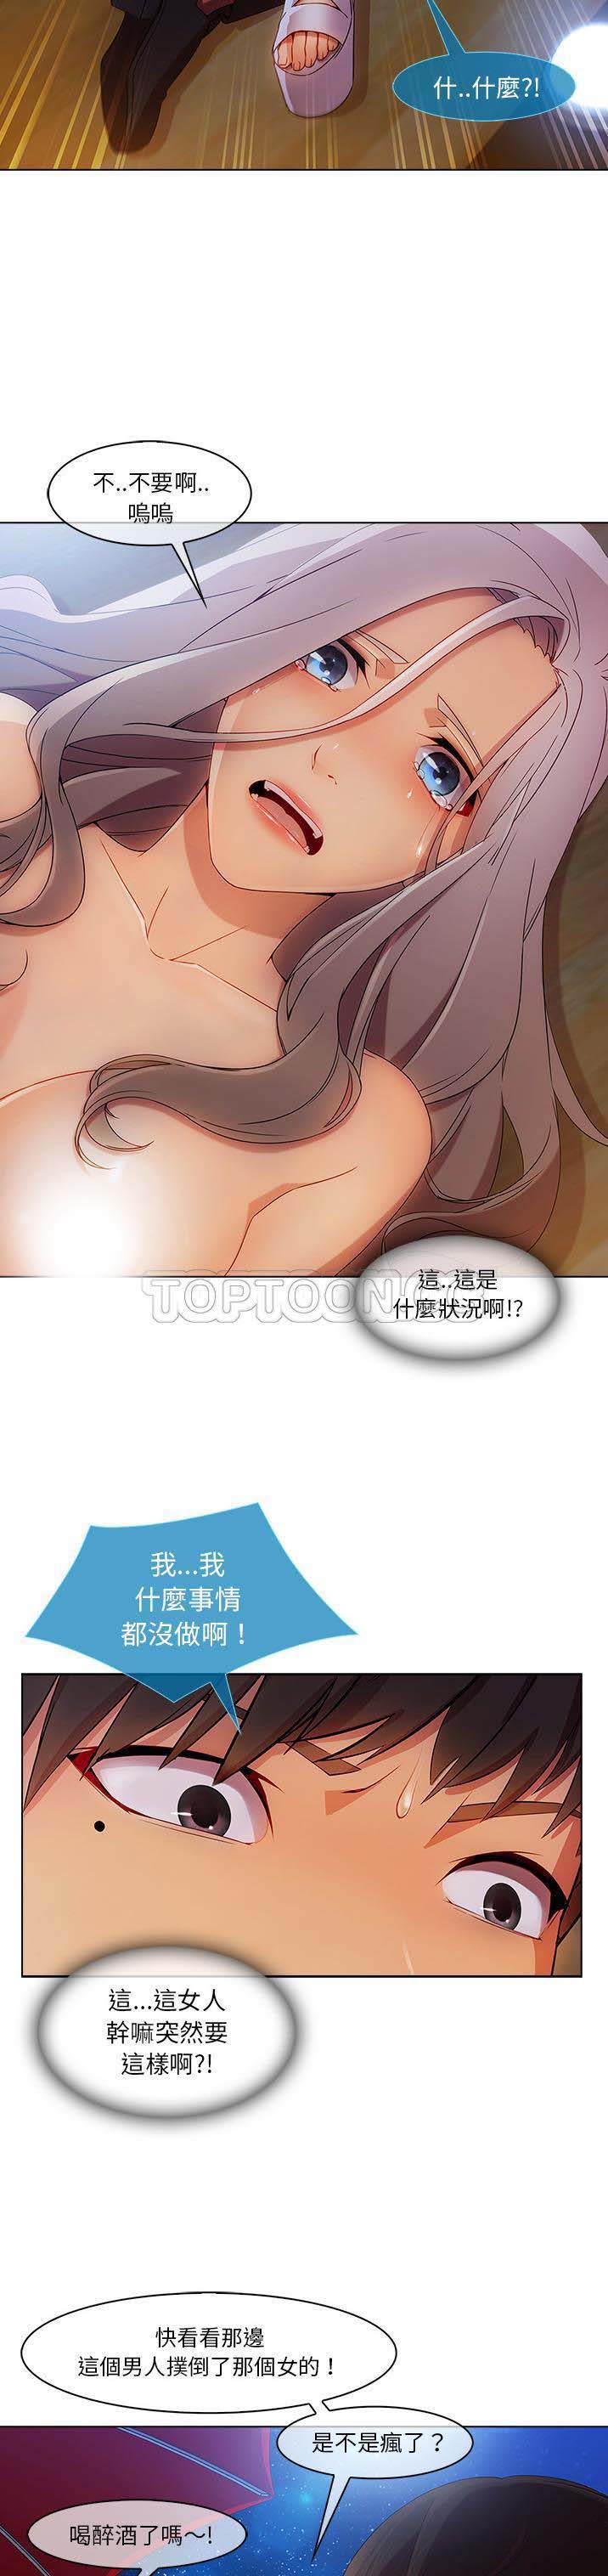 什..什麼?!
不..不要啊..
嗚嗚
這..這是
什麼狀況啊!?
TOPTOON.CC
我...我
什麼事情
都沒做啊！
這...這女人
幹嘛突然要
這樣啊?!
快看看那邊
這個男人撲倒了那個女的！
是不是瘋了？
喝醉酒了嗎～!